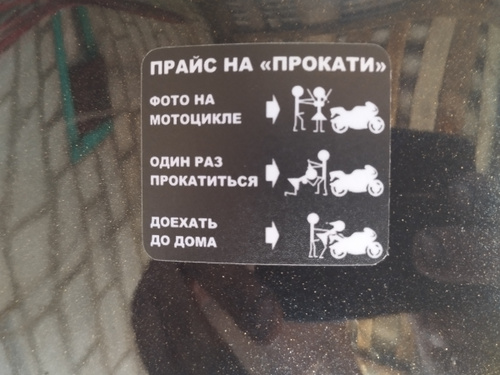 ПРАЙС НА «ПРОКАТИ»
ФОТО НА
МОТОЦИКЛЕ
ОДИН РАЗ
ПРОКАТИТЬСЯ
ДОЕХАТЬ
ДО ДОМА